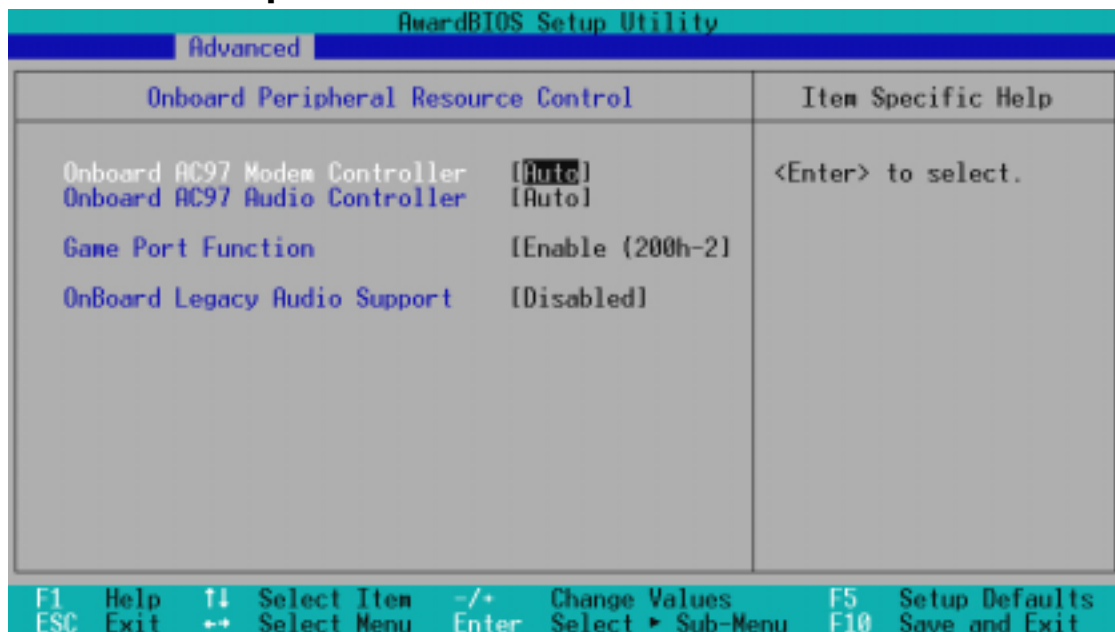 AwardBIOS Setup Utility
Advanced
Onboard Peripheral Resource Control
Item Specific Help
Onboard AC97 Modem Controller [Auto]
<Enter> to select.
Onboard AC97 Audio Controller [Auto]
Game Port Function [Enable (200h-2]
OnBoard Legacy Audio Support [Disabled]
F1 Help ↑↓ Select Item -/+ Change Values F5 Setup Defaults
ESC Exit ←→ Select Menu Enter Select ► Sub-Menu F10 Save and Exit